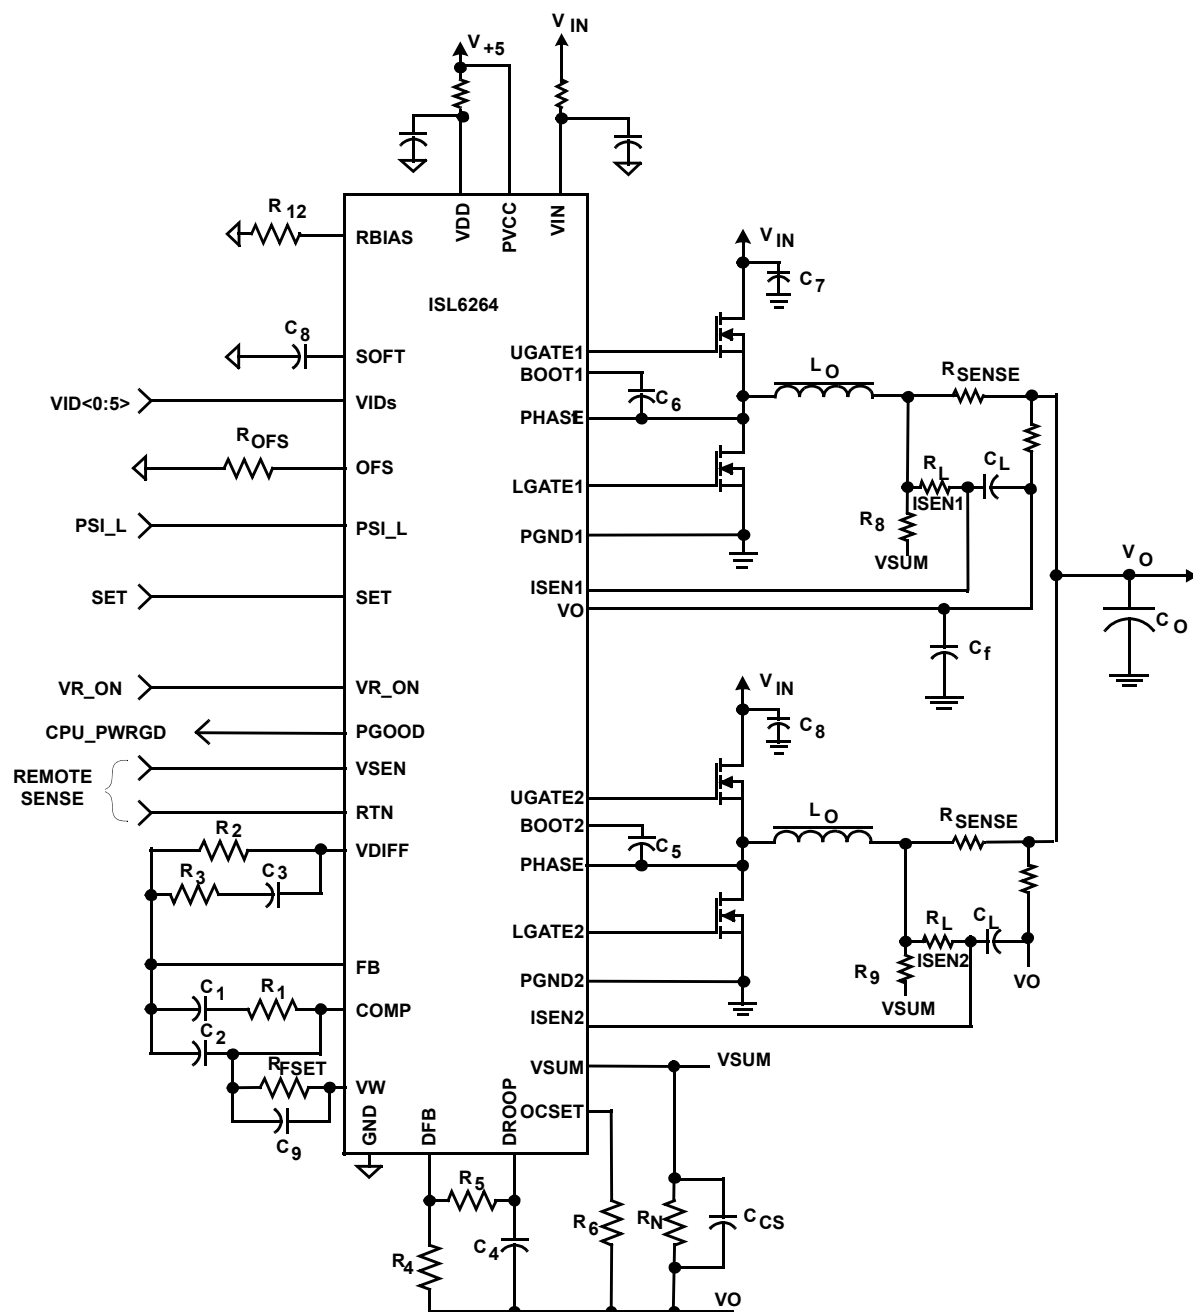 V+5
VIN
R12
RBIAS
VDD
PVCC
VIN
ISL6264
VIN
C7
C8
SOFT
UGATE1
BOOT1
C6
LO
RSENSE
VID<0:5>
VIDs
PHASE1
ROFS
OFS
LGATE1
RL
CL
ISEN1
PSI_L
PSI_L
PGND1
R8
VSUM
VO
SET
SET
ISEN1
VO
CO
Cf
VR_ON
VR_ON
VIN
CPU_PWRGD
PGOOD
C8
REMOTE
SENSE
VSEN
RTN
UGATE2
BOOT2
C5
LO
RSENSE
R2
VDIFF
PHASE
R3
C3
LGATE2
RL
CL
ISEN2
FB
PGND2
R9
VSUM
VO
C1
R1
COMP
ISEN2
C2
RFSET
VW
VSUM
VSUM
C9
GND
DFB
DROOP
OCSET
R5
R4
C4
R6
RN
CCS
VO